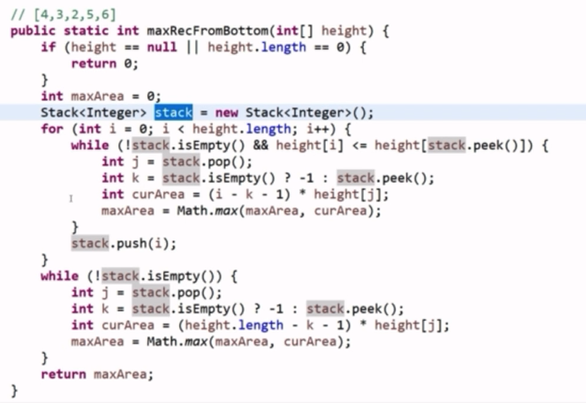 // [4,3,2,5,6]
public static int maxRecFromBottom(int[] height) {
    if (height == null || height.length == 0) {
        return 0;
    }
    int maxArea = 0;
    Stack<Integer> stack = new Stack<Integer>();
    for (int i = 0; i < height.length; i++) {
        while (!stack.isEmpty() && height[i] <= height[stack.peek()]) {
            int j = stack.pop();
            int k = stack.isEmpty() ? -1 : stack.peek();
            int curArea = (i - k - 1) * height[j];
            maxArea = Math.max(maxArea, curArea);
        }
        stack.push(i);
    }
    while (!stack.isEmpty()) {
        int j = stack.pop();
        int k = stack.isEmpty() ? -1 : stack.peek();
        int curArea = (height.length - k - 1) * height[j];
        maxArea = Math.max(maxArea, curArea);
    }
    return maxArea;
}